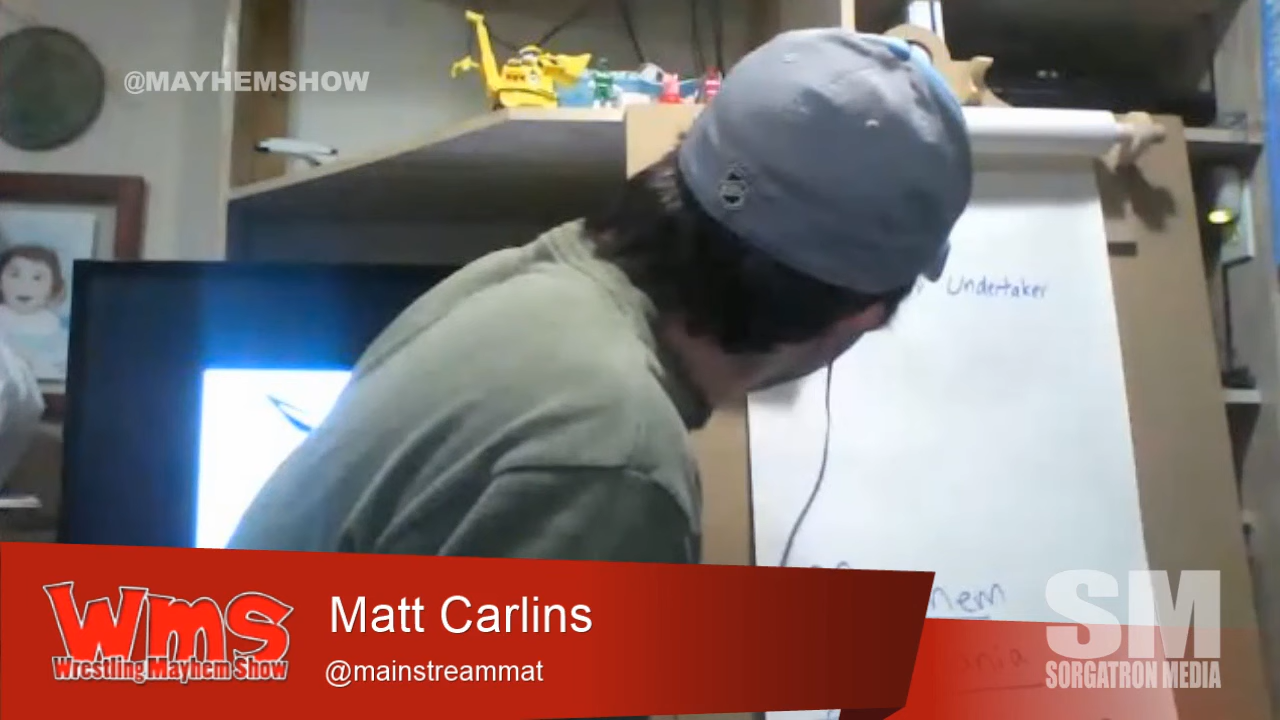 @MAYHEMSHOW
Undertaker
Wms
Wrestling Mayhem Show
Matt Carlins
@mainstreammat
SM
SORGATRON MEDIA